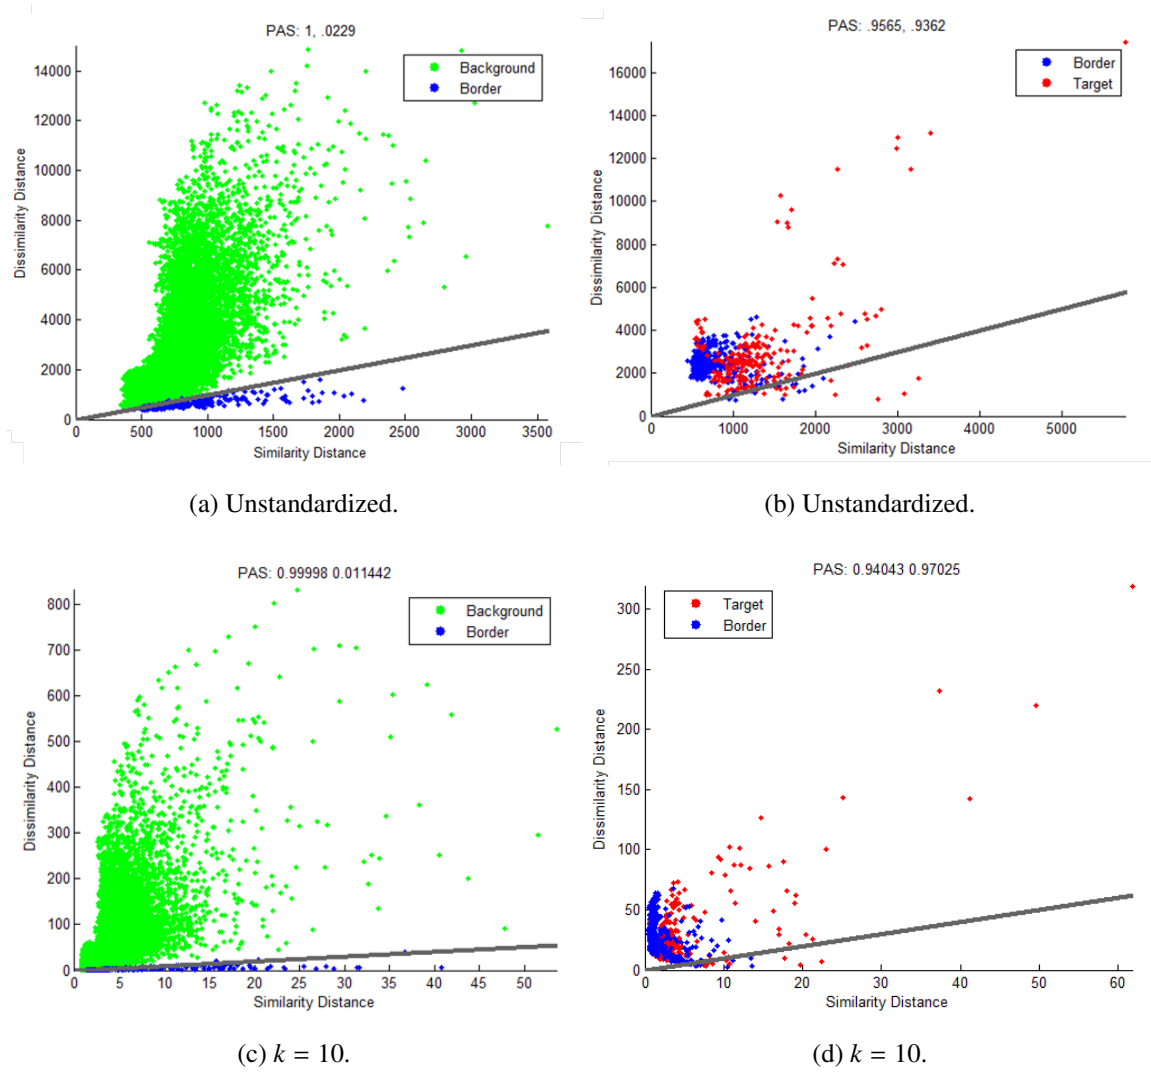 PAS: 1, .0229
Background
Border
14000
12000
10000
8000
6000
4000
2000
0
Dissimilarity Distance
0 500 1000 1500 2000 2500 3000 3500
Similarity Distance
(a) Unstandardized.
PAS: .9565, .9362
Border
Target
16000
14000
12000
10000
8000
6000
4000
2000
0
Dissimilarity Distance
0 1000 2000 3000 4000 5000
Similarity Distance
(b) Unstandardized.
PAS: 0.99998 0.011442
Background
Border
800
700
600
500
400
300
200
100
0
Dissimilarity Distance
0 5 10 15 20 25 30 35 40 45 50
Similarity Distance
(c) k = 10.
PAS: 0.94043 0.97025
Target
Border
300
250
200
150
100
50
0
Dissimilarity Distance
0 10 20 30 40 50 60
Similarity Distance
(d) k = 10.